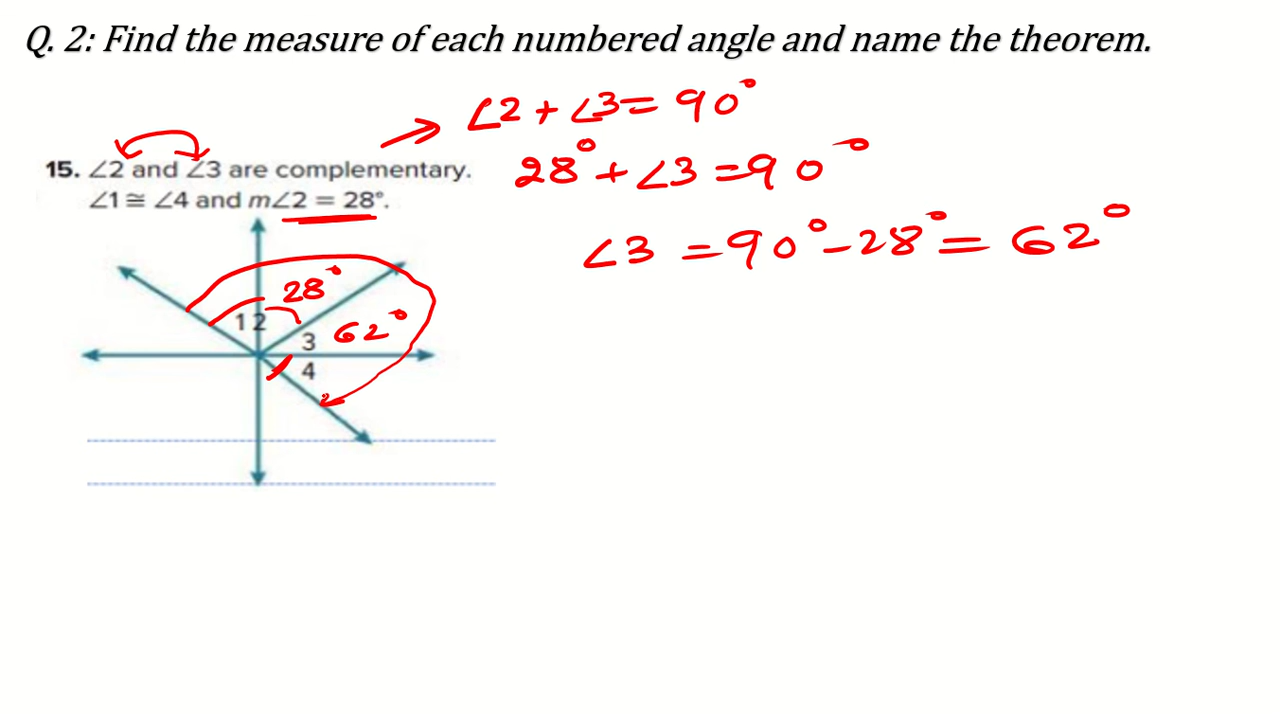 Q. 2: Find the measure of each numbered angle and name the theorem.
∠2 + ∠3 = 90°
15. ∠2 and ∠3 are complementary.
28° + ∠3 = 90°
∠1 ≅ ∠4 and m∠2 = 28°.
∠3 = 90° - 28° = 62°
28°
1 2
62°
3
4